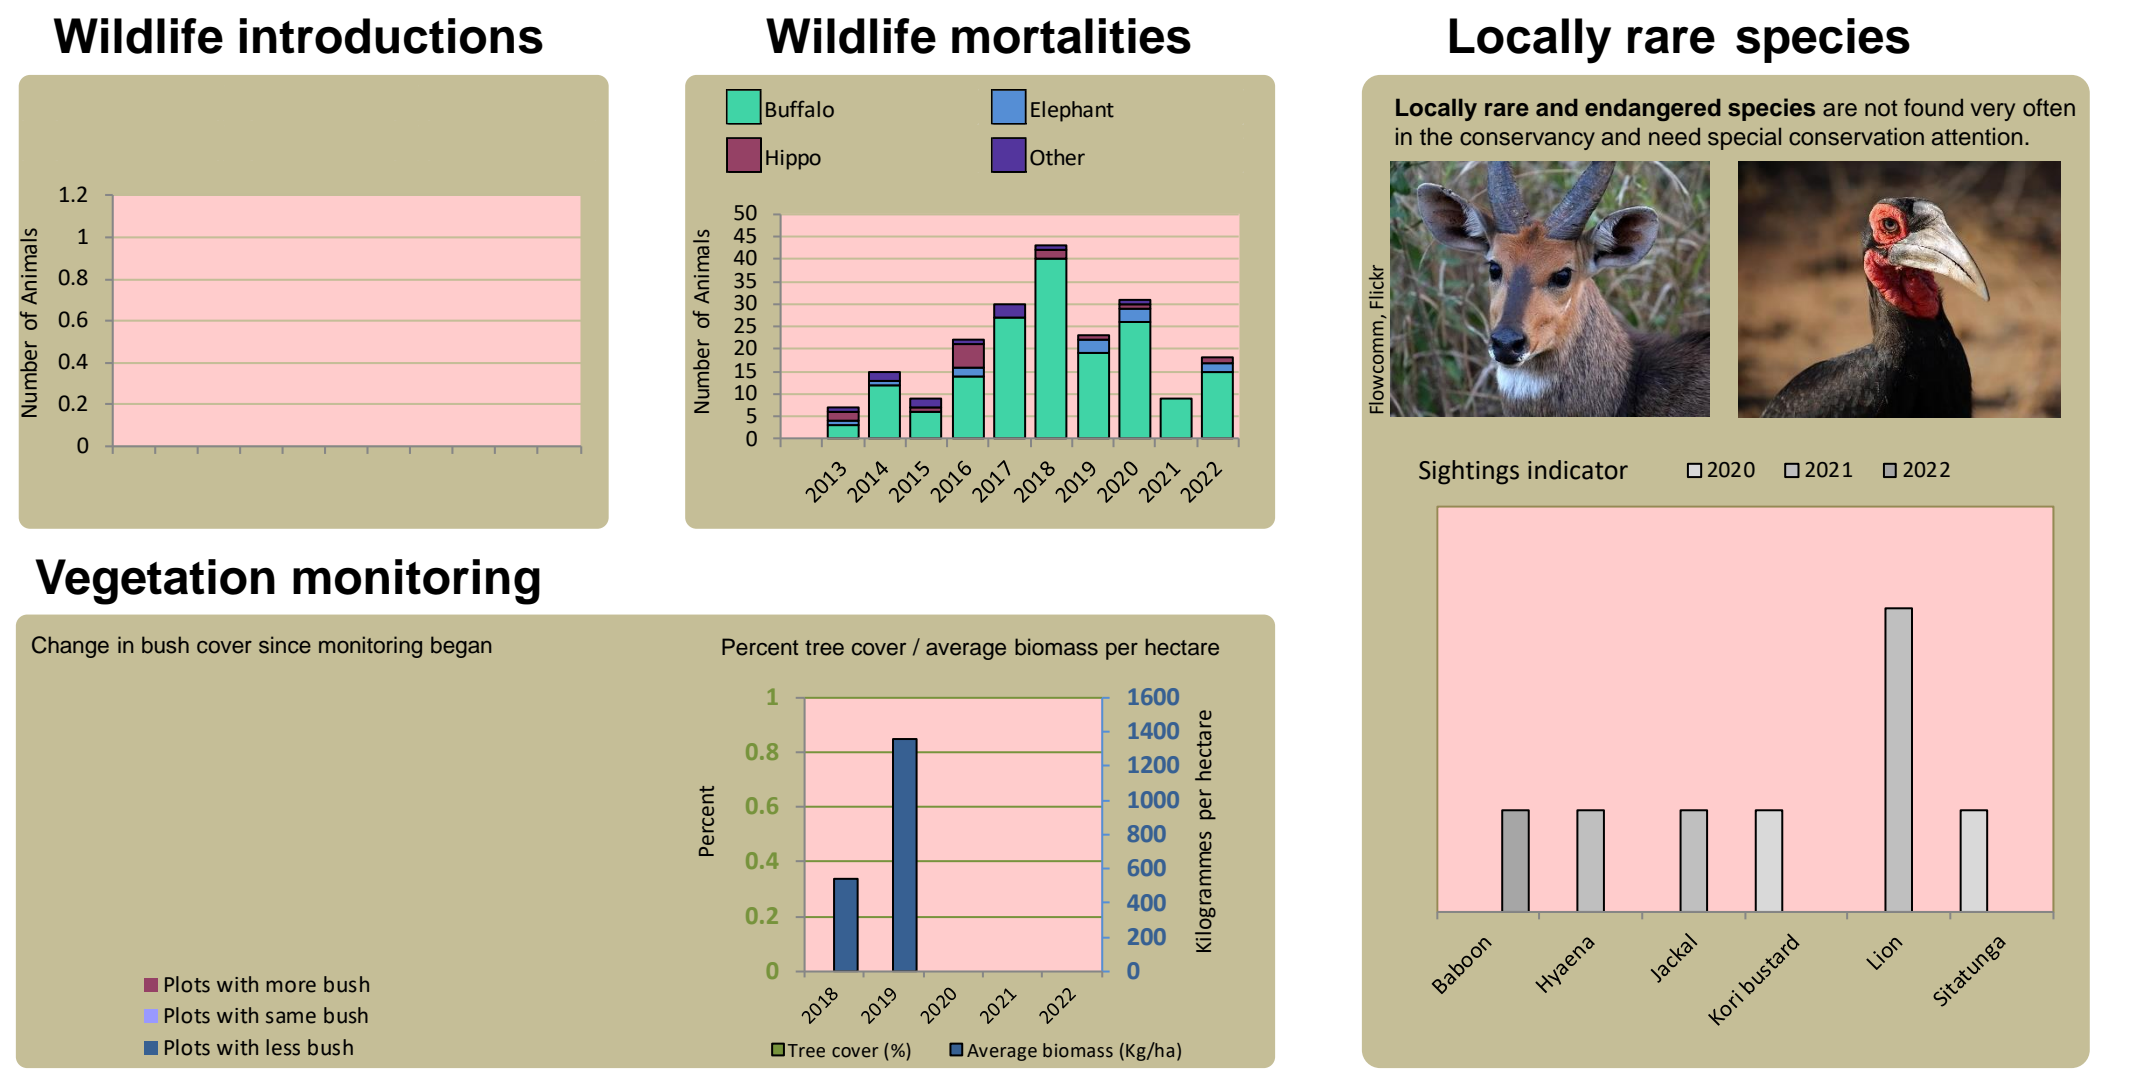 Wildlife introductions
Number of Animals
1.2
1
0.8
0.6
0.4
0.2
0
Wildlife mortalities
Buffalo
Elephant
Hippo
Other
Number of Animals
50
45
40
35
30
25
20
15
10
5
0
2013
2014
2015
2016
2017
2018
2019
2020
2021
2022
Locally rare species
Locally rare and endangered species are not found very often
in the conservancy and need special conservation attention.
Flowcomm, Flickr
Sightings indicator
2020
2021
2022
Baboon
Hyaena
Jackal
Kori bustard
Lion
Sitatunga
Vegetation monitoring
Change in bush cover since monitoring began
Plots with more bush
Plots with same bush
Plots with less bush
Percent tree cover / average biomass per hectare
Percent
1
0.8
0.6
0.4
0.2
0
1600
1400
1200
1000
800
600
400
200
0
Kilogrammes per hectare
2018
2019
2020
2021
2022
Tree cover (%)
Average biomass (Kg/ha)